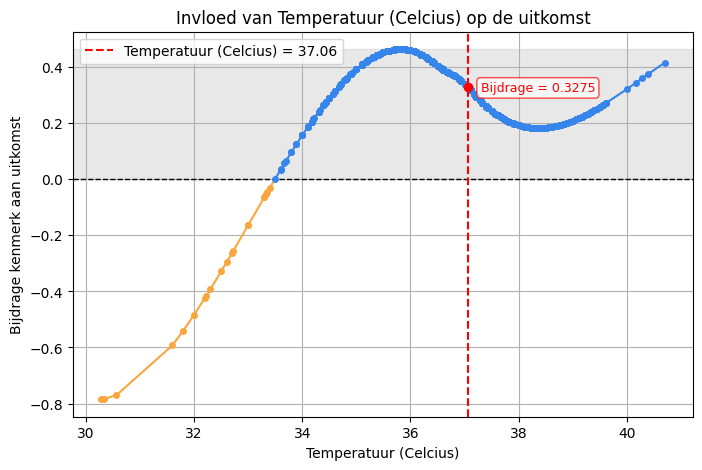 Invloed van Temperatuur (Celcius) op de uitkomst
Temperatuur (Celcius) = 37.06
Bijdrage = 0.3275
Bijdrage kenmerk aan uitkomst
0.4
0.2
0.0
−0.2
−0.4
−0.6
−0.8
30
32
34
36
38
40
Temperatuur (Celcius)